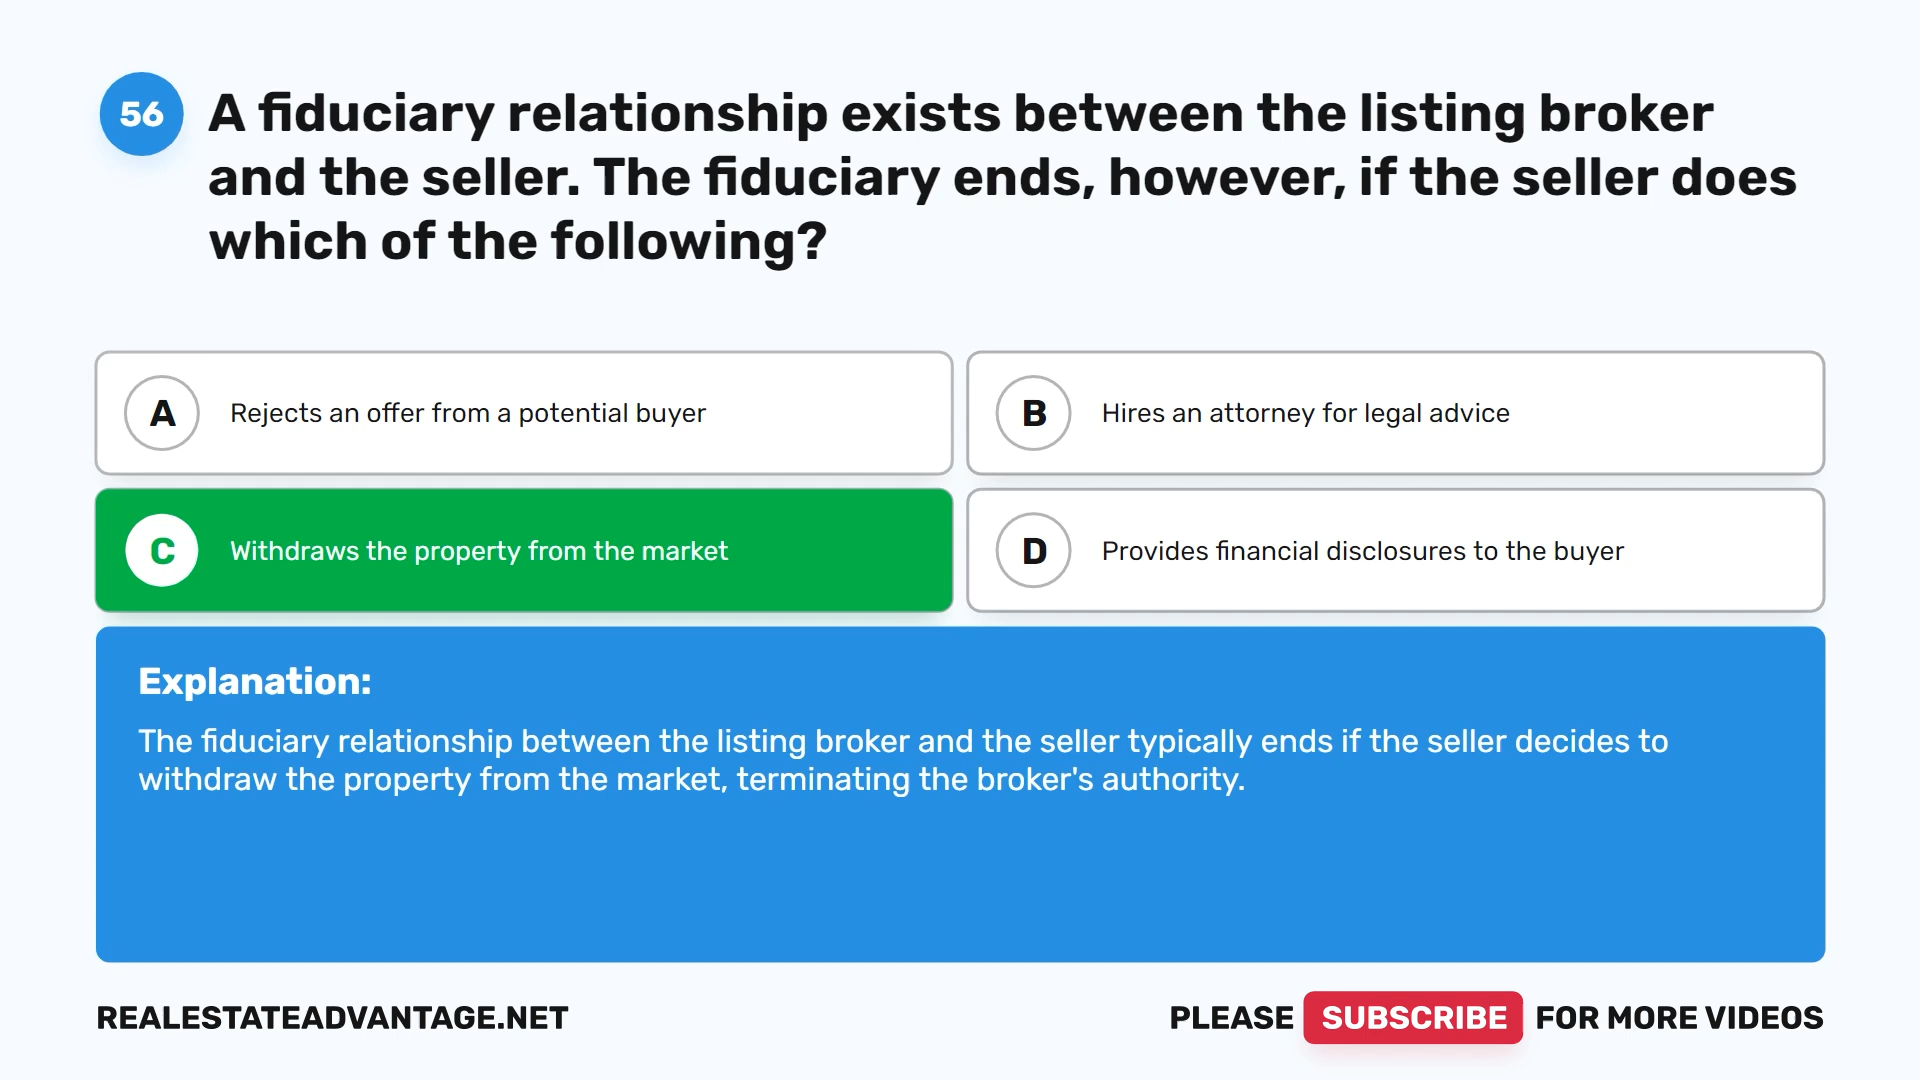 56
A fiduciary relationship exists between the listing broker
and the seller. The fiduciary ends, however, if the seller does
which of the following?
A Rejects an offer from a potential buyer
B Hires an attorney for legal advice
C Withdraws the property from the market
D Provides financial disclosures to the buyer
Explanation:
The fiduciary relationship between the listing broker and the seller typically ends if the seller decides to
withdraw the property from the market, terminating the broker's authority.
REALESTATEADVANTAGE.NET
PLEASE SUBSCRIBE FOR MORE VIDEOS